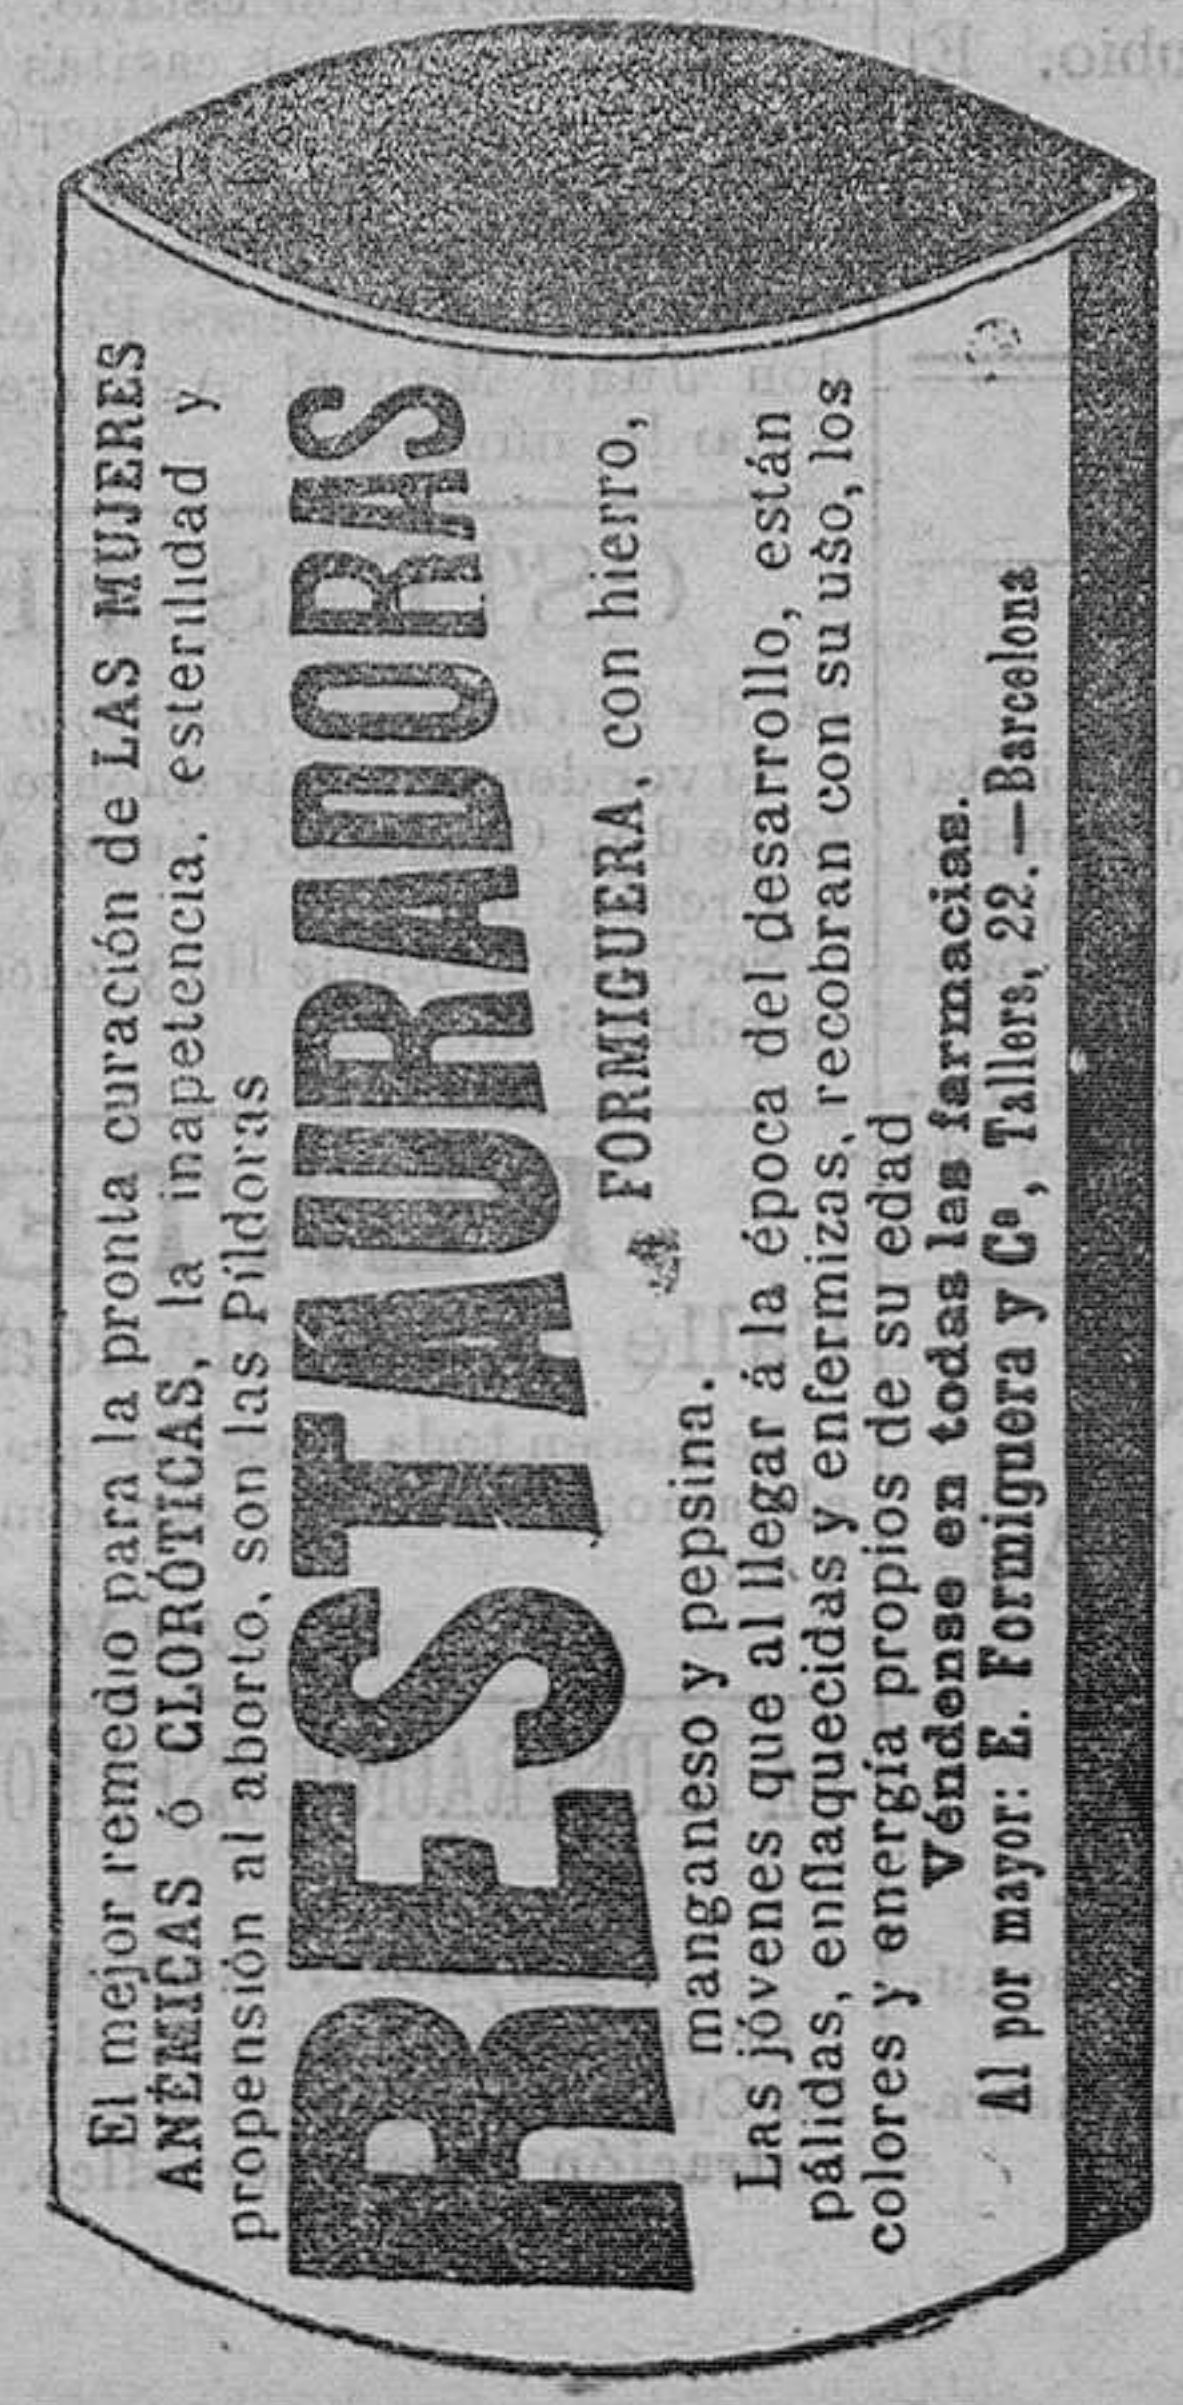 El mejor remedio para la pronta curación de LAS MUJERES
ANÉMICAS ó CLORÓTICAS, la inapetencia, esterilidad y
propensión al aborto, son las Píldoras
RESTAURADORAS
FORMIGUERA, con hierro,
manganeso y pepsina.
Las jóvenes que al llegar á la época del desarrollo, están
pálidas, enflaquecidas y enfermizas, recobran con su uso, los
colores y energía propios de su edad
Véndense en todas las farmacias.
Al por mayor: E. Formiguera y Cª, Tallers, 22.—Barcelona